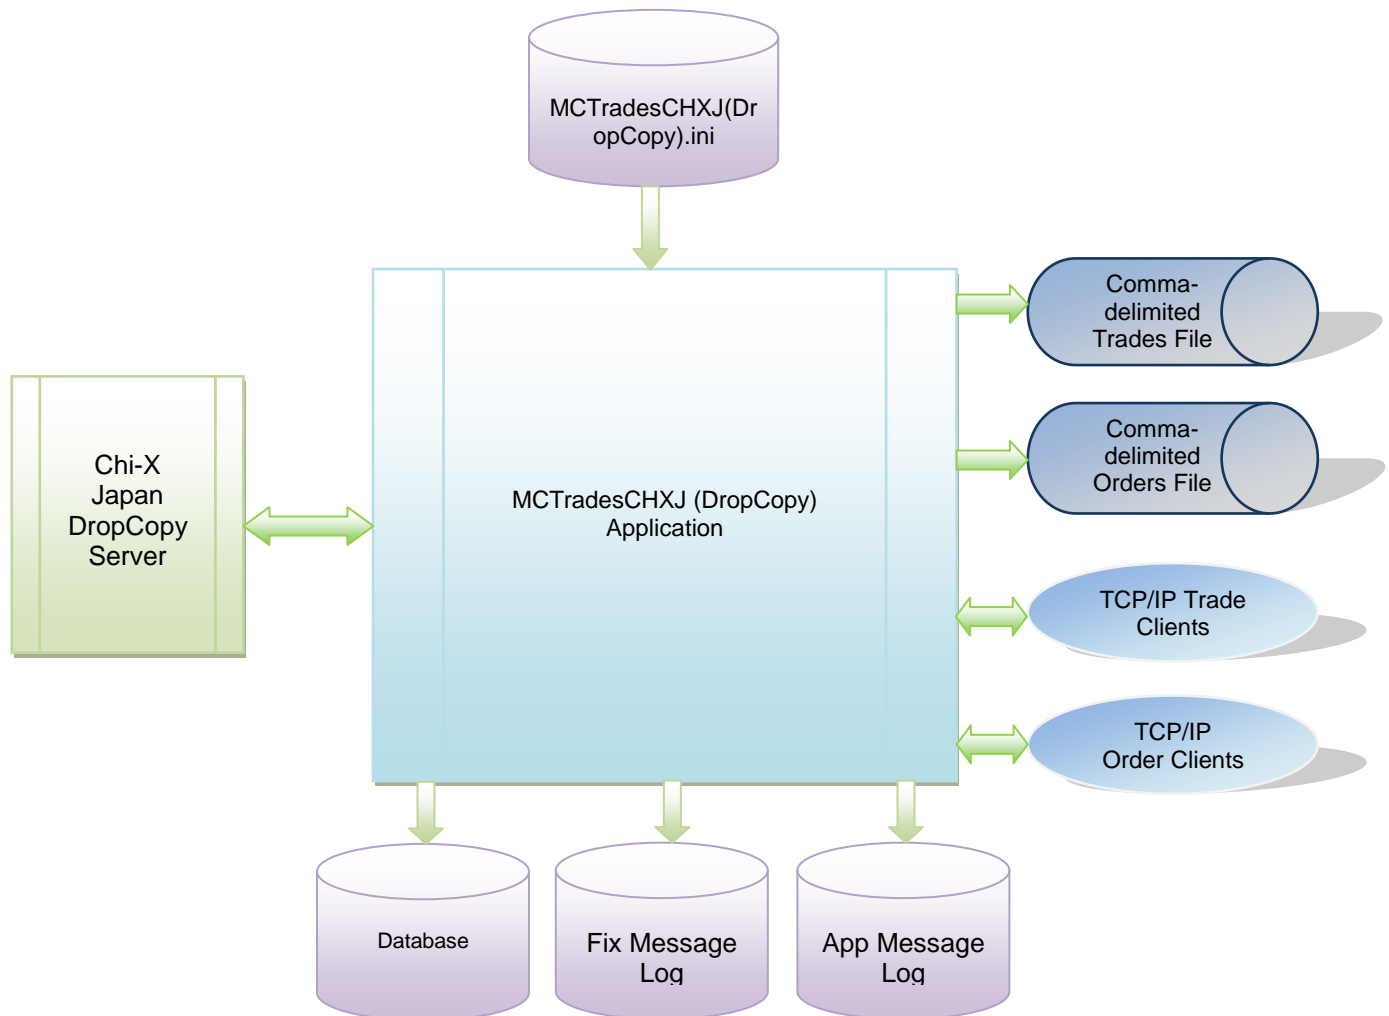 MCTradesCHXJ(Dr
opCopy).ini
Comma-
delimited
Trades File
Comma-
delimited
Orders File
Chi-X
Japan
DropCopy
Server
MCTradesCHXJ (DropCopy)
Application
TCP/IP Trade
Clients
TCP/IP
Order Clients
Database
Fix Message
Log
App Message
Log